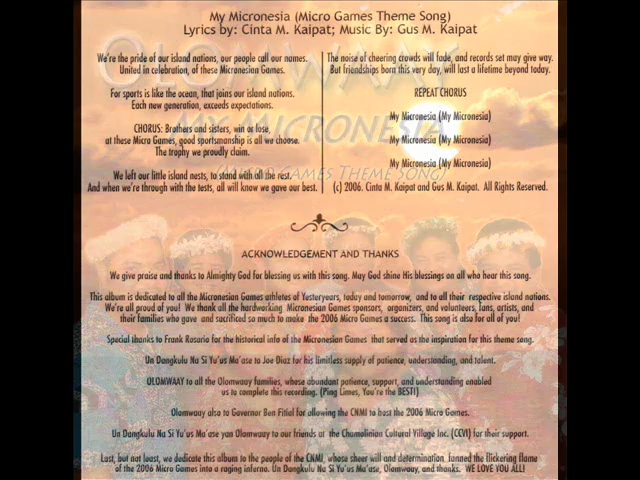 My Micronesia (Micro Games Theme Song)
Lyrics by: Cinta M. Kaipat; Music By: Gus M. Kaipat
We're the pride of our island nations, our people call our names.
United in celebration, of these Micronesian Games.
For sports is like the ocean, that joins our island nations.
Each new generation, exceeds expectations.
CHORUS: Brothers and sisters, win or lose,
at these Micro Games, good sportsmanship is all we choose.
The trophy we proudly claim.
We left our little island nests, to stand with all the rest.
And when we're through with the tests, all will know we gave our best.
The noise of cheering crowds will fade, and records set may give way.
But friendships born this very day, will last a lifetime beyond today.
REPEAT CHORUS
My Micronesia (My Micronesia)
My Micronesia (My Micronesia)
My Micronesia (My Micronesia)
(c) 2006. Cinta M. Kaipat and Gus M. Kaipat. All Rights Reserved.
OLOMWAAY
MY MICRONESIA
(MICRO GAMES THEME SONG)
ACKNOWLEDGEMENT AND THANKS
We give praise and thanks to Almighty God for blessing us with this song. May God shine His blessings on all who hear this song.
This album is dedicated to all the Micronesian Games athletes of Yesteryears, today and tomorrow, and to all their respective island nations.
We're all proud of you! We thank all the hardworking Micronesian Games sponsors, organizers, and volunteers, fans, artists, and
their families who gave and sacrificed so much to make the 2006 Micro Games a success. This song is also for all of you!
Special thanks to Frank Rosario for the historical info of the Micronesian Games that served as the inspiration for this theme song.
Un Dangkulu Na Si Yu'us Ma'ase to Joe Diaz for his limitless supply of patience, understanding, and talent.
OLOMWAAY to all the Olomwaay families, whose abundant patience, support, and understanding enabled
us to complete this recording. (Ping Limes, You're the BEST!)
Olomwaay also to Governor Ben Fitial for allowing the CNMI to host the 2006 Micro Games.
Un Dangkulu Na Si Yu'us Ma'ase yan Olomwaay to our friends at the Chamolinian Cultural Village Inc. (CCVI) for their support.
Last, but not least, we dedicate this album to the people of the CNMI, whose sheer will and determination fanned the flickering flame
of the 2006 Micro Games into a raging inferno. Un Dangkulu Na Si Yu'us Ma'ase, Olomwaay, and thanks. WE LOVE YOU ALL!